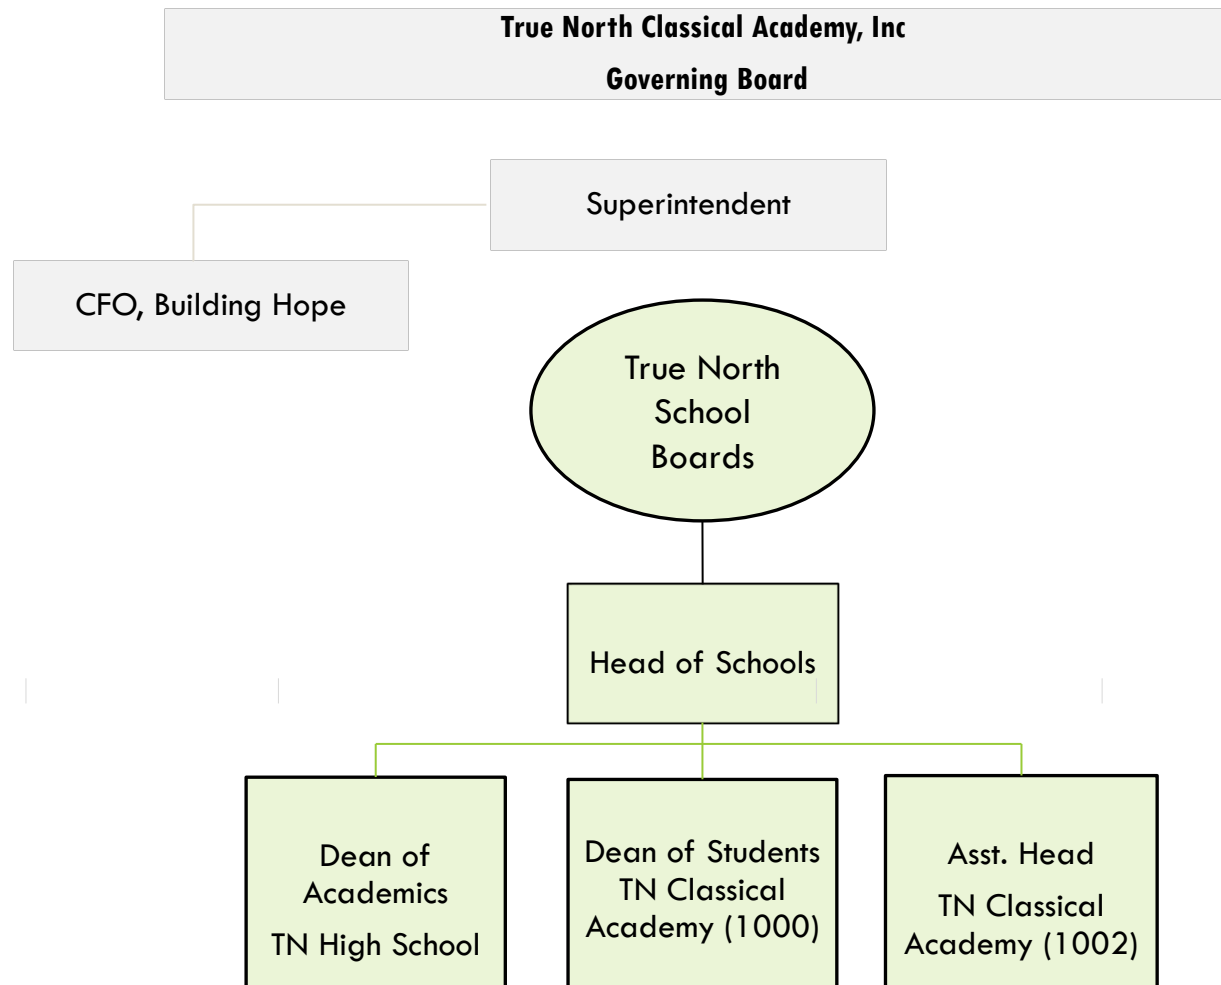 True North Classical Academy, Inc
Governing Board
Superintendent
CFO, Building Hope
True North
School
Boards
Head of Schools
Dean of
Academics
TN High School
Dean of Students
TN Classical
Academy (1000)
Asst. Head
TN Classical
Academy (1002)